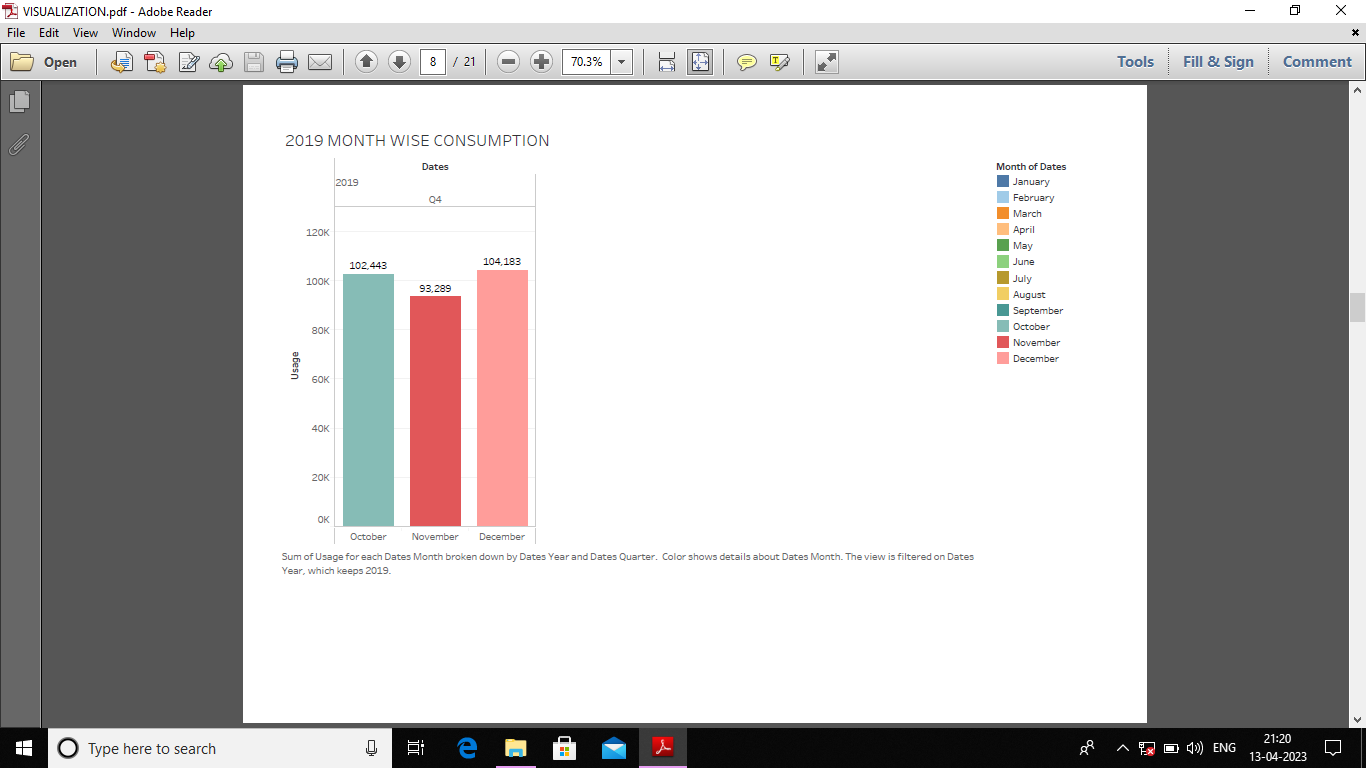 VISUALIZATION.pdf - Adobe Reader
File Edit View Window Help
Open 8 / 21 70.3% Tools Fill & Sign Comment
2019 MONTH WISE CONSUMPTION
Dates
2019
Q4
120K
100K
80K
60K
40K
20K
0K
Usage
102,443
93,289
104,183
October November December
Month of Dates
January
February
March
April
May
June
July
August
September
October
November
December
Sum of Usage for each Dates Month broken down by Dates Year and Dates Quarter. Color shows details about Dates Month. The view is filtered on Dates
Year, which keeps 2019.
Type here to search
ENG
21:20
13-04-2023